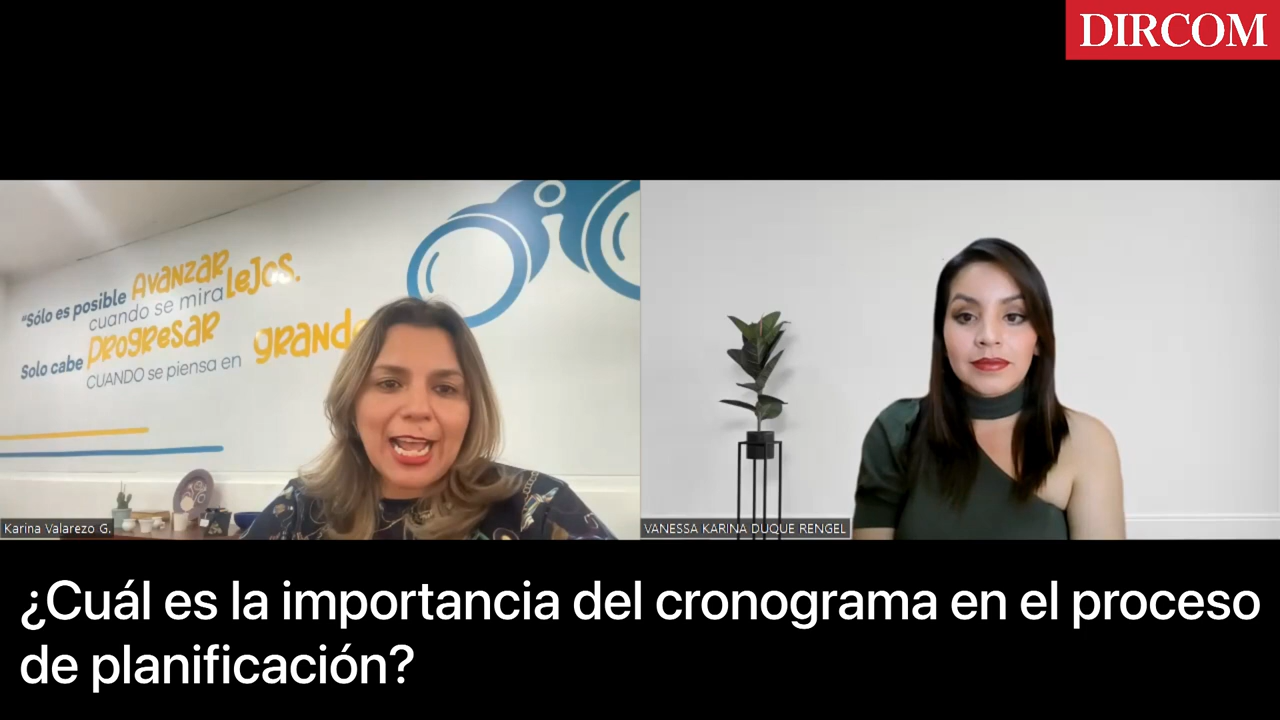 DIRCOM
“Sólo es posible AVANZAR
cuando se mira LEJOS.
Solo cabe PROGRESAR
CUANDO se piensa en GRAND
Karina Valarezo G.
VANESSA KARINA DUQUE RENGEL
¿Cuál es la importancia del cronograma en el proceso
de planificación?